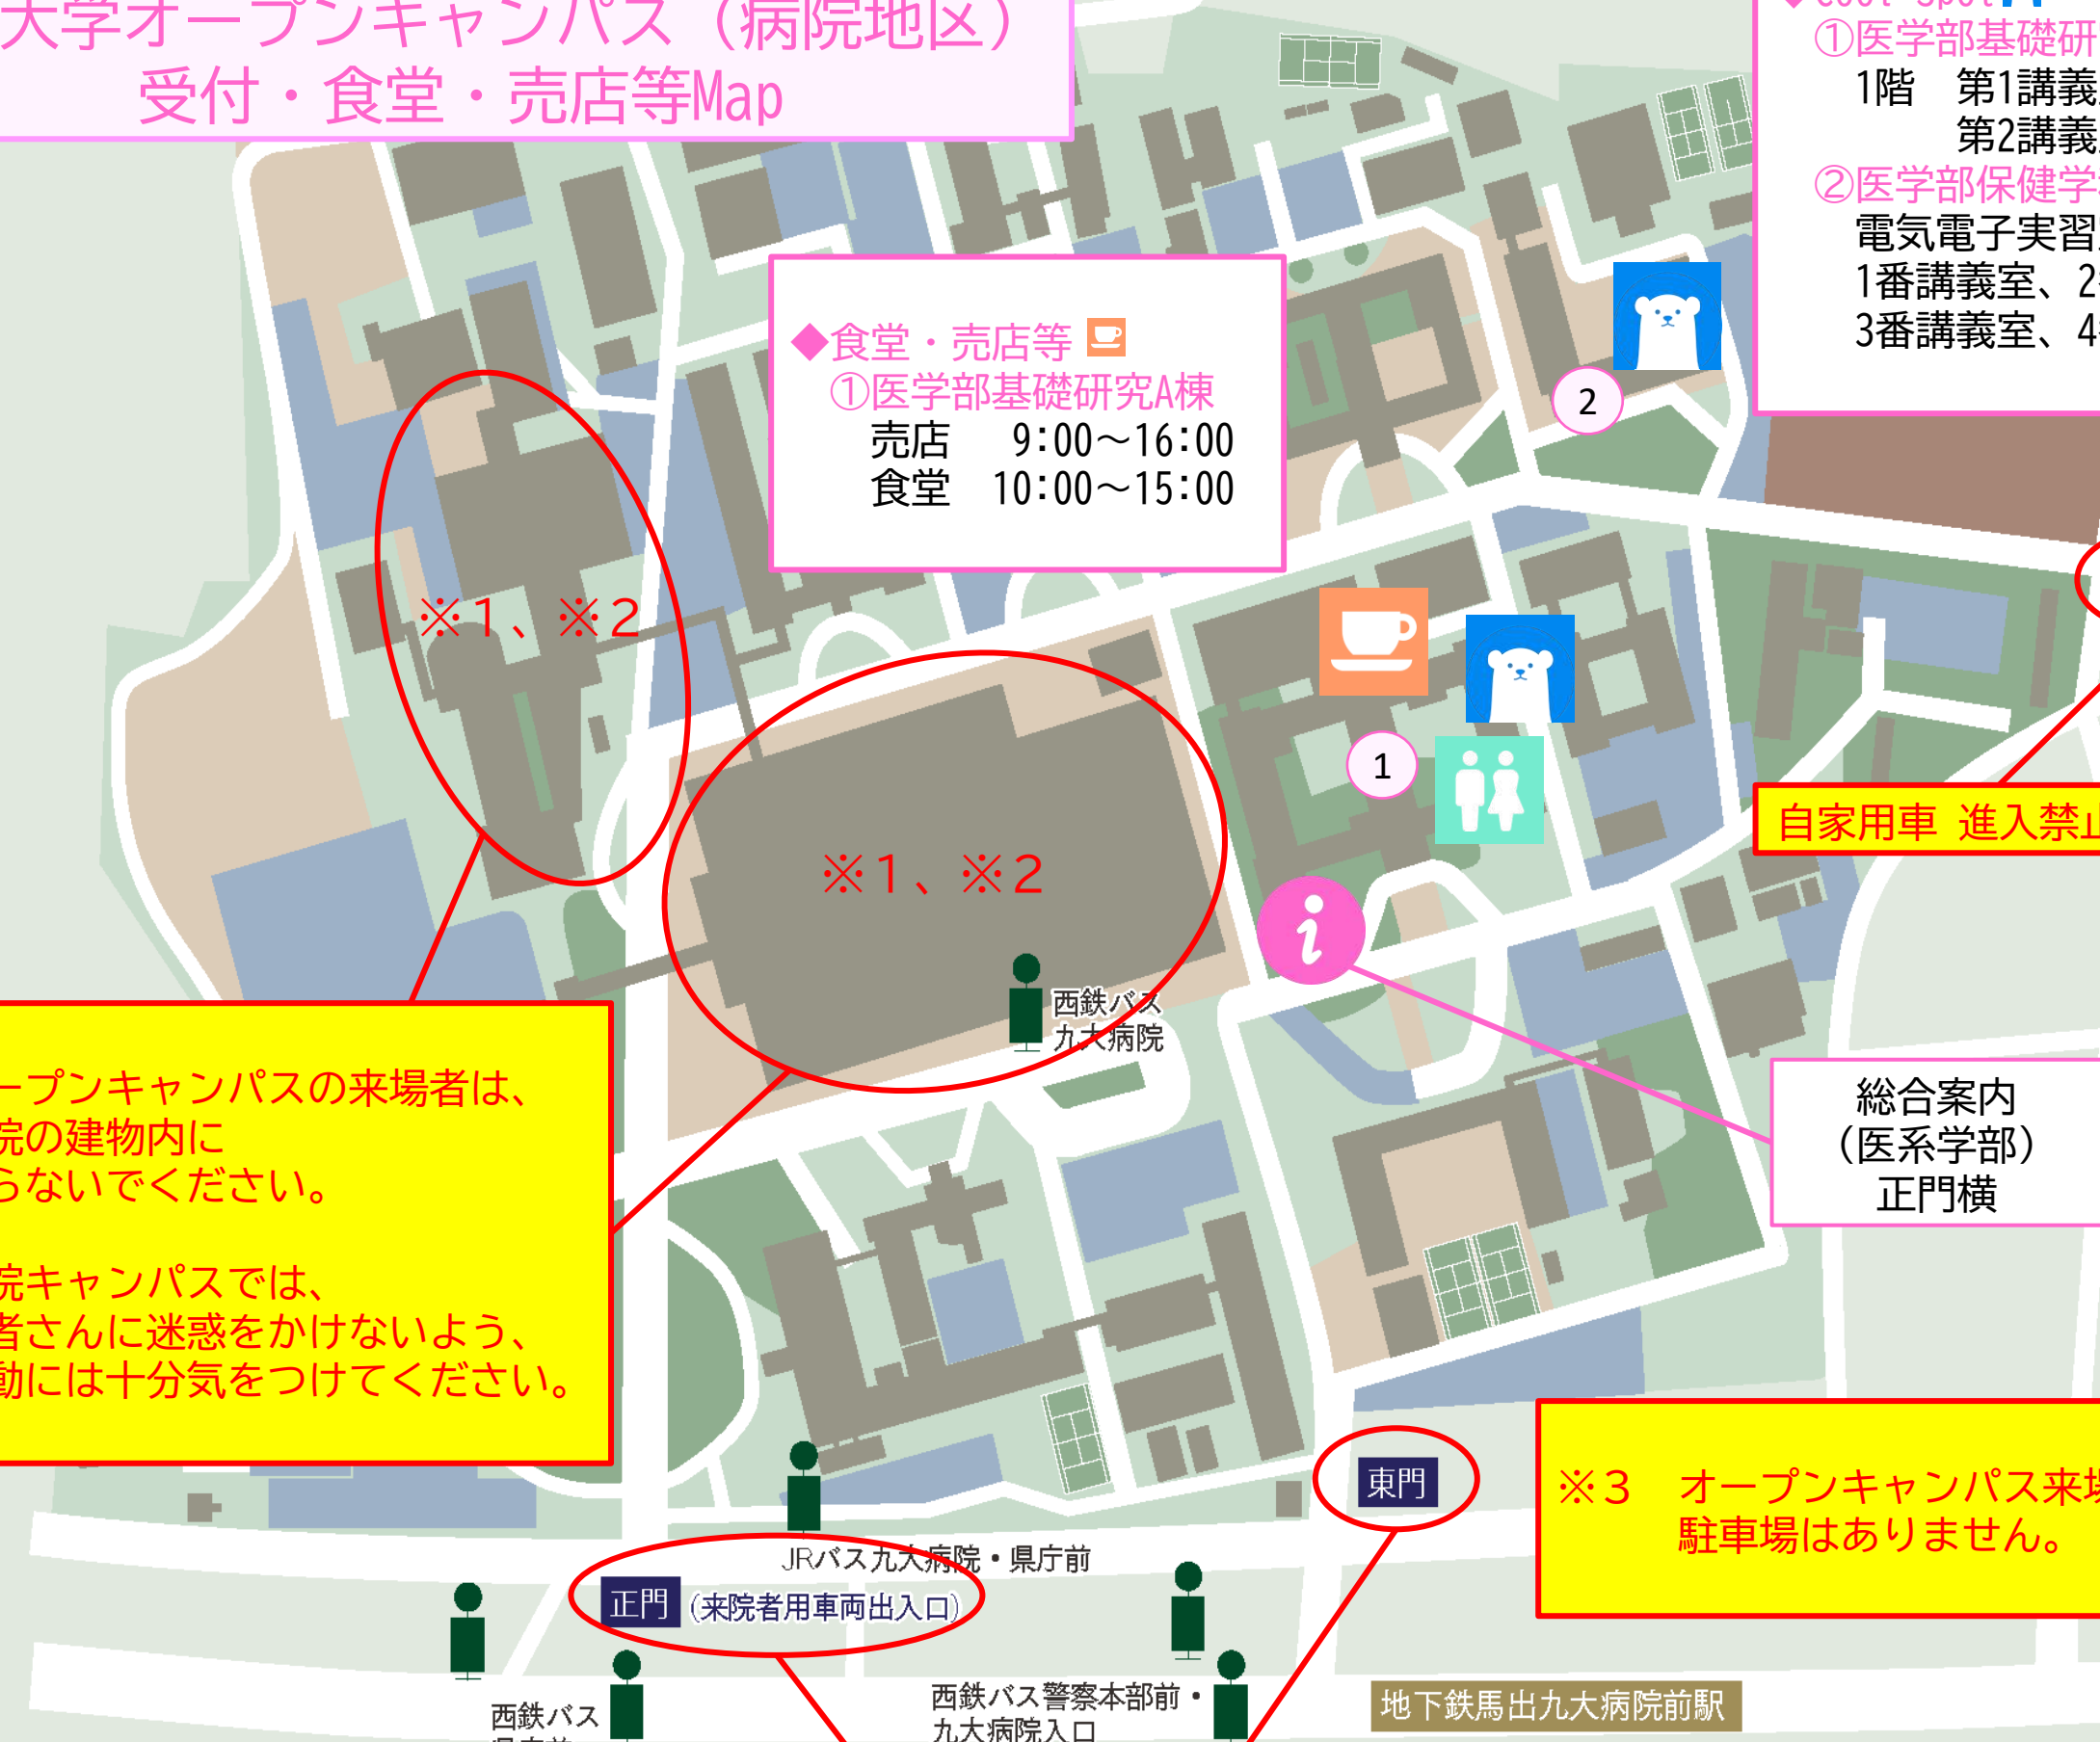 大学オープンキャンパス（病院地区）
受付・食堂・売店等Map
①医学部基礎研
1階　第1講義
第2講義
②医学部保健学
電気電子実習
1番講義室、2
3番講義室、4
◆食堂・売店等
①医学部基礎研究A棟
売店　9:00～16:00
食堂　10:00～15:00
2
※1、※2
1
自家用車 進入禁止
※1、※2
i
西鉄バス
九大病院
ープンキャンパスの来場者は、
院の建物内に
らないでください。
院キャンパスでは、
者さんに迷惑をかけないよう、
動には十分気をつけてください。
総合案内
（医系学部）
正門横
東門
※3　オープンキャンパス来場
駐車場はありません。
JRバス九大病院・県庁前
正門 (来院者用車両出入口)
西鉄バス
西鉄バス警察本部前・
九大病院入口
地下鉄馬出九大病院前駅